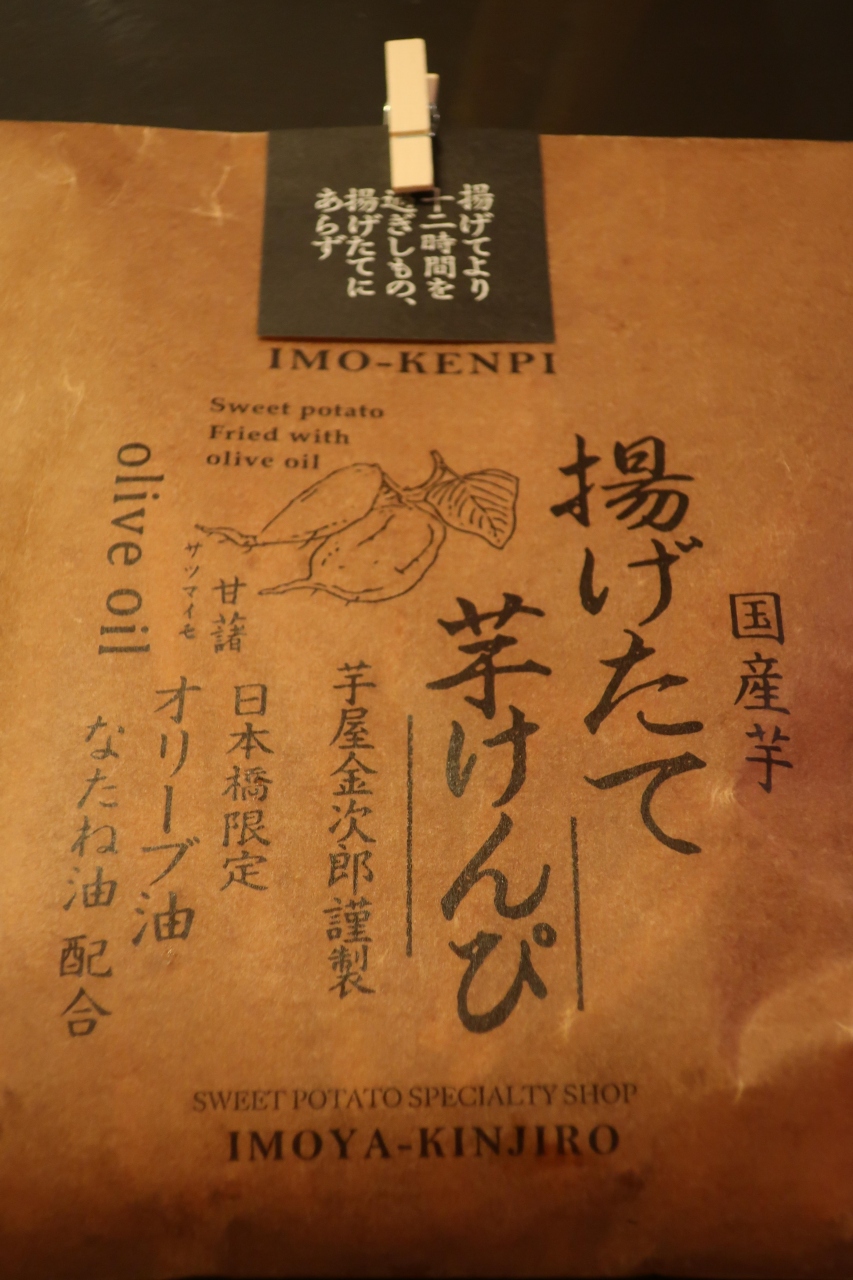 揚げてより
十二時間を
過ぎしもの、
揚げたてに
あらず
IMO-KENPI
Sweet potato
Fried with
olive oil
国産芋
揚げたて
芋けんぴ
芋屋金次郎謹製
甘藷
サツマイモ
日本橋限定
オリーブ油
なたね油 配合
olive oil
SWEET POTATO SPECIALTY SHOP
IMOYA-KINJIRO